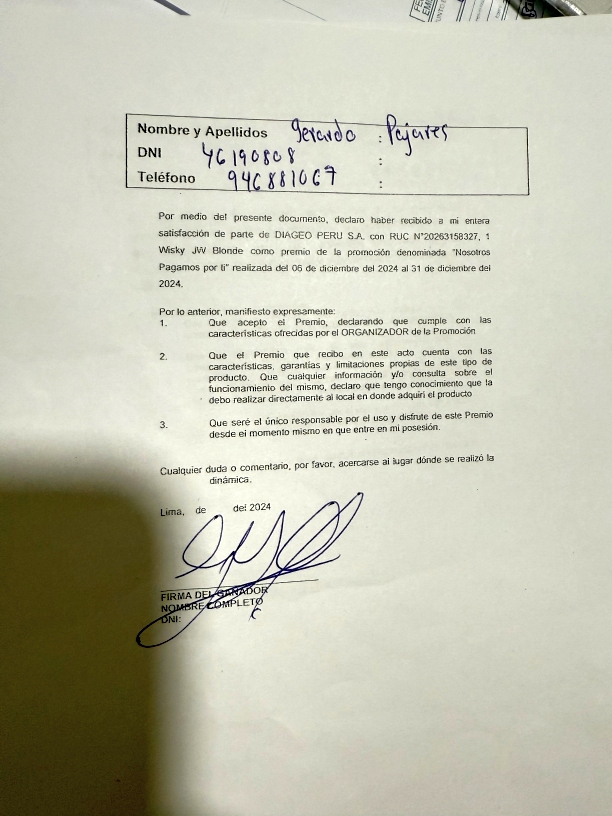 Nombre y Apellidos : Gerardo Pajares
DNI : 46190808
Teléfono : 946881067
Por medio del presente documento, declaro haber recibido a mi entera
satisfacción de parte de DIAGEO PERU S.A. con RUC N°20263158327, 1
Wisky JW Blonde como premio de la promoción denominada "Nosotros
Pagamos por ti" realizada del 06 de diciembre del 2024 al 31 de diciembre del
2024.
Por lo anterior, manifiesto expresamente:
1. Que acepto el Premio, declarando que cumple con las
características ofrecidas por el ORGANIZADOR de la Promoción
2. Que el Premio que recibo en este acto cuenta con las
características, garantías y limitaciones propias de este tipo de
producto. Que cualquier información y/o consulta sobre el
funcionamiento del mismo, declaro que tengo conocimiento que la
debo realizar directamente al local en donde adquirí el producto
3. Que seré el único responsable por el uso y disfrute de este Premio
desde el momento mismo en que entre en mi posesión.
Cualquier duda o comentario, por favor, acercarse al lugar dónde se realizó la
dinámica.
Lima, de del 2024
FIRMA DEL GANADOR
NOMBRE COMPLETO
DNI: